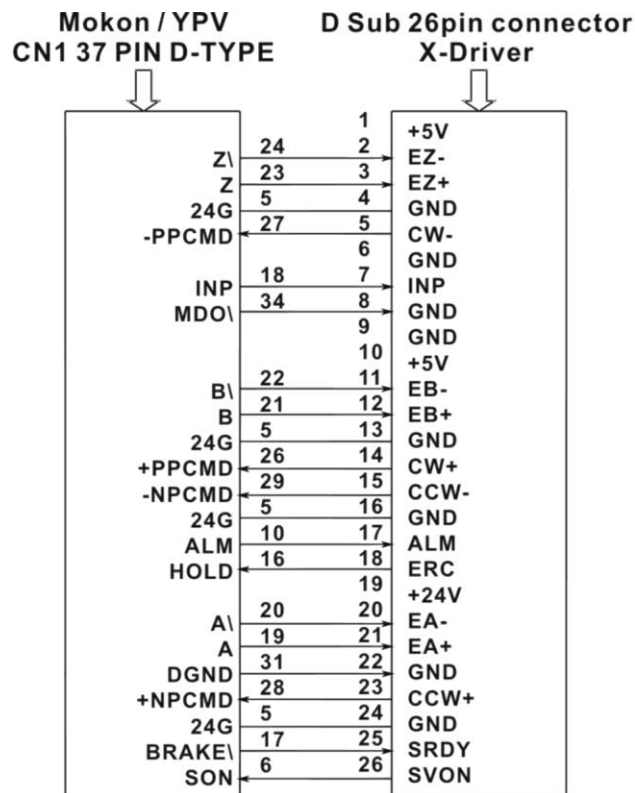 Mokon / YPV D Sub 26pin connector
CN1 37 PIN D-TYPE X-Driver
1 +5V
Z\ 24 2 EZ-
Z 23 3 EZ+
24G 5 4 GND
-PPCMD 27 5 CW-
6 GND
INP 18 7 INP
MDO\ 34 8 GND
9 GND
10 +5V
B\ 22 11 EB-
B 21 12 EB+
24G 5 13 GND
+PPCMD 26 14 CW+
-NPCMD 29 15 CCW-
24G 5 16 GND
ALM 10 17 ALM
HOLD 16 18 ERC
19 +24V
A\ 20 20 EA-
A 19 21 EA+
DGND 31 22 GND
+NPCMD 28 23 CCW+
24G 5 24 GND
BRAKE\ 17 25 SRDY
SON 6 26 SVON